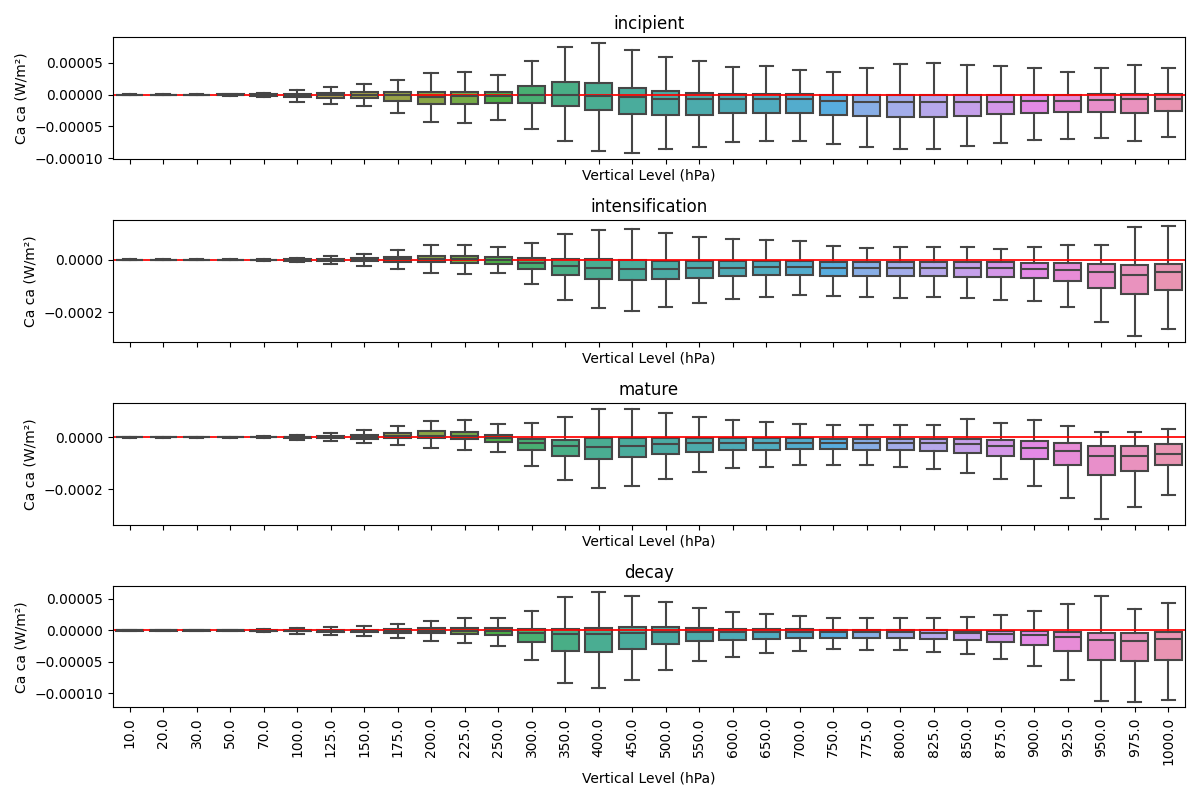 incipient
Ca ca (W/m²)
0.00005
0.00000
−0.00005
−0.00010
Vertical Level (hPa)
intensification
Ca ca (W/m²)
0.0000
−0.0002
Vertical Level (hPa)
mature
Ca ca (W/m²)
0.0000
−0.0002
Vertical Level (hPa)
decay
Ca ca (W/m²)
0.00005
0.00000
−0.00005
−0.00010
10.0 20.0 30.0 50.0 70.0 100.0 125.0 150.0 175.0 200.0 225.0 250.0 300.0 350.0 400.0 450.0 500.0 550.0 600.0 650.0 700.0 750.0 775.0 800.0 825.0 850.0 875.0 900.0 925.0 950.0 975.0 1000.0
Vertical Level (hPa)